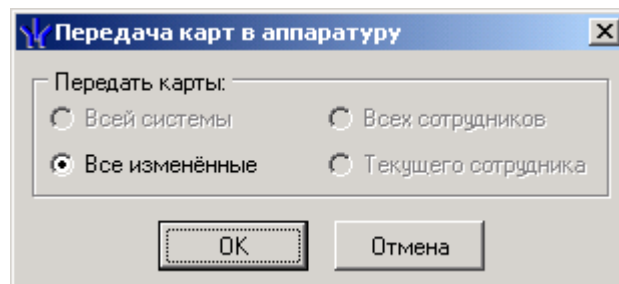 Передача карт в аппаратуру
Передать карты:
Всей системы Всех сотрудников
Все изменённые Текущего сотрудника
OK Отмена